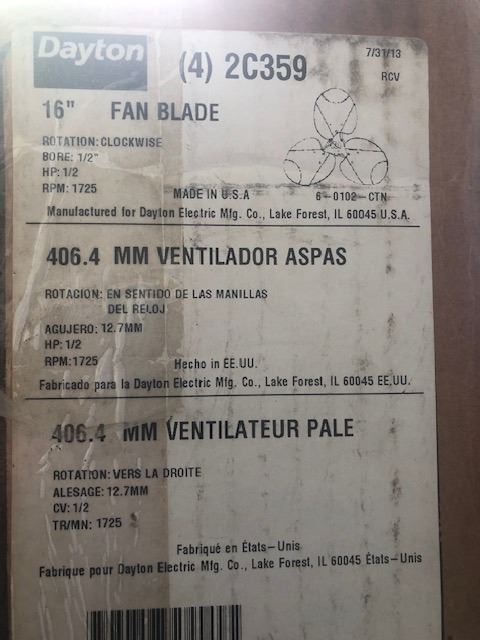 Dayton
(4) 2C359
7/31/13
RCV
16" FAN BLADE
ROTATION: CLOCKWISE
BORE: 1/2"
HP: 1/2
RPM: 1725
MADE IN U.S.A
6-0102-CTN
Manufactured for Dayton Electric Mfg. Co., Lake Forest, IL 60045 U.S.A.
406.4 MM VENTILADOR ASPAS
ROTACION: EN SENTIDO DE LAS MANILLAS
DEL RELOJ
AGUJERO: 12.7MM
HP: 1/2
RPM: 1725
Hecho in EE.UU.
Fabricado para la Dayton Electric Mfg. Co., Lake Forest, IL 60045 EE,UU.
406.4 MM VENTILATEUR PALE
ROTATION: VERS LA DROITE
ALESAGE: 12.7MM
CV: 1/2
TR/MN: 1725
Fabriqué en États-Unis
Fabrique pour Dayton Electric Mfg. Co., Lake Forest, IL 60045 États-Unis